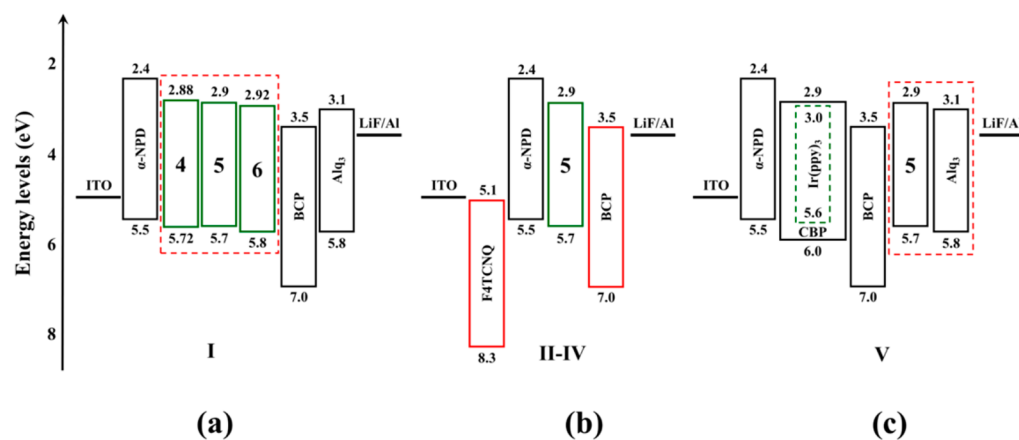 Energy levels (eV)
2
4
6
8
ITO
2.4
α-NPD
5.5
2.88
4
5.72
2.9
5
5.7
2.92
6
5.8
3.5
BCP
7.0
3.1
Alq3
5.8
LiF/Al
I
(a)
ITO
5.1
F4TCNQ
8.3
2.4
α-NPD
5.5
2.9
5
5.7
3.5
BCP
7.0
LiF/Al
II-IV
(b)
ITO
2.4
α-NPD
5.5
2.9
3.0
Ir(ppy)3
5.6
CBP
6.0
3.5
BCP
7.0
2.9
5
5.7
3.1
Alq3
5.8
LiF/Al
V
(c)